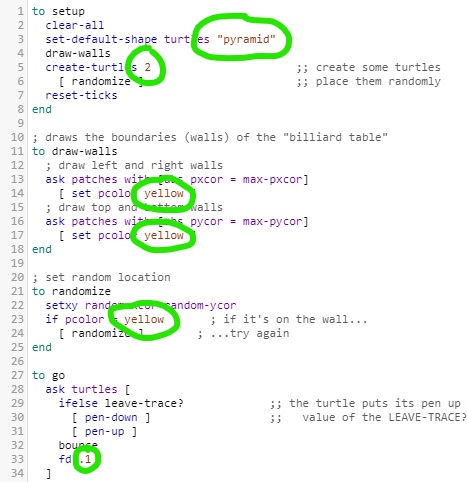 1 to setup
2 clear-all
3 set-default-shape turtles "pyramid"
4 draw-walls
5 create-turtles 2 ;; create some turtles
6 [ randomize ] ;; place them randomly
7 reset-ticks
8 end
9
10 ; draws the boundaries (walls) of the "billiard table"
11 to draw-walls
12 ; draw left and right walls
13 ask patches with [abs pxcor = max-pxcor]
14 [ set pcolor yellow
15 ; draw top and bottom walls
16 ask patches with [abs pycor = max-pycor]
17 [ set pcolor yellow
18 end
19
20 ; set random location
21 to randomize
22 setxy random-xcor random-ycor
23 if pcolor = yellow ; if it's on the wall...
24 [ randomize ] ; ...try again
25 end
26
27 to go
28 ask turtles [
29 ifelse leave-trace? ;; the turtle puts its pen up
30 [ pen-down ] ;; value of the LEAVE-TRACE?
31 [ pen-up ]
32 bounce
33 fd .1
34 ]